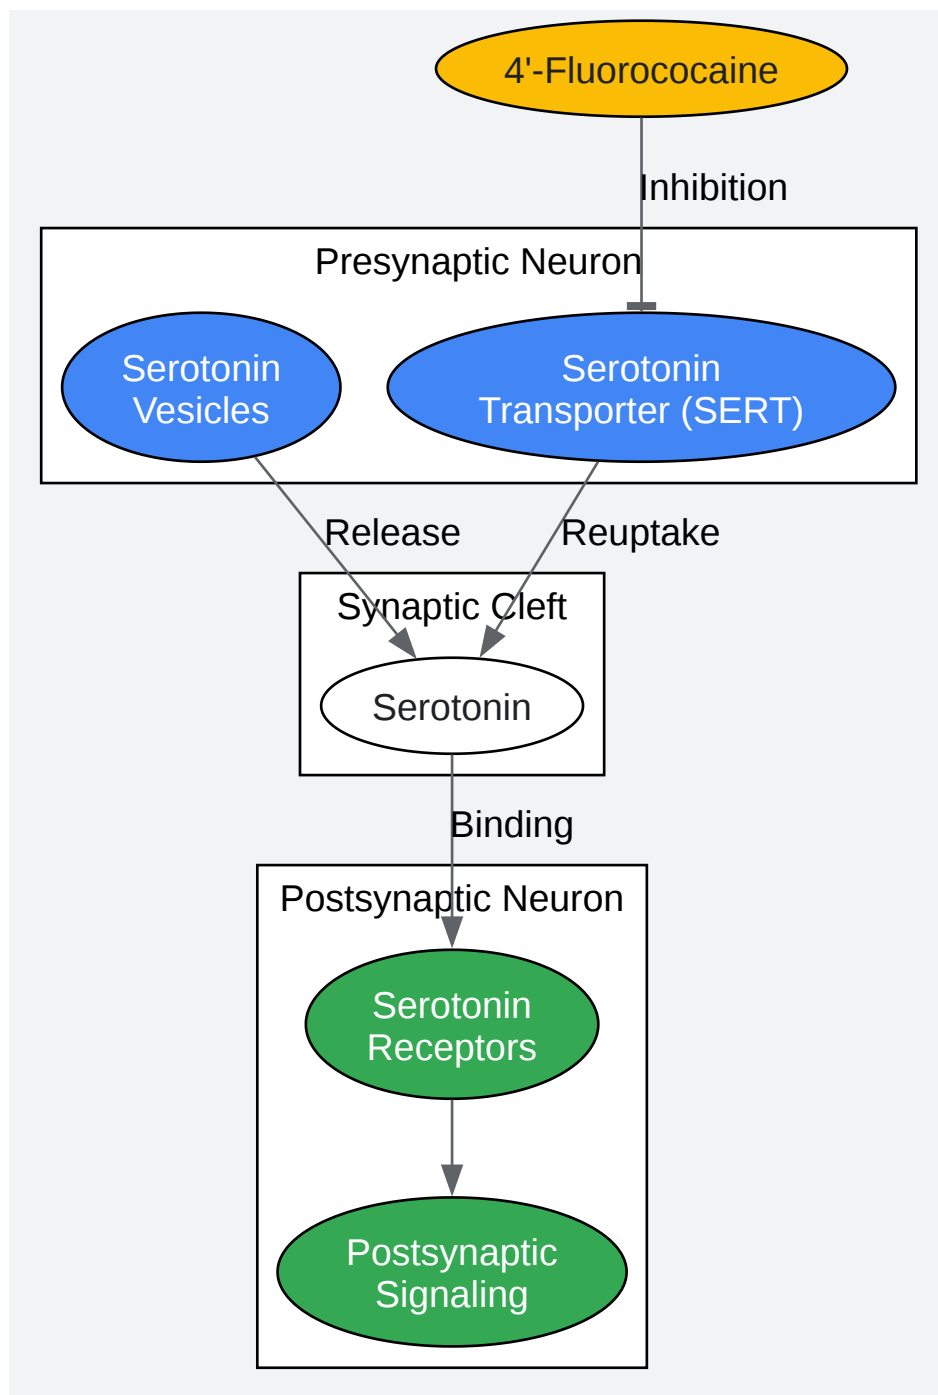 4'-Fluorococaine
Inhibition
Presynaptic Neuron
Serotonin
Vesicles
Serotonin
Transporter (SERT)
Release
Reuptake
Synaptic Cleft
Serotonin
Binding
Postsynaptic Neuron
Serotonin
Receptors
Postsynaptic
Signaling